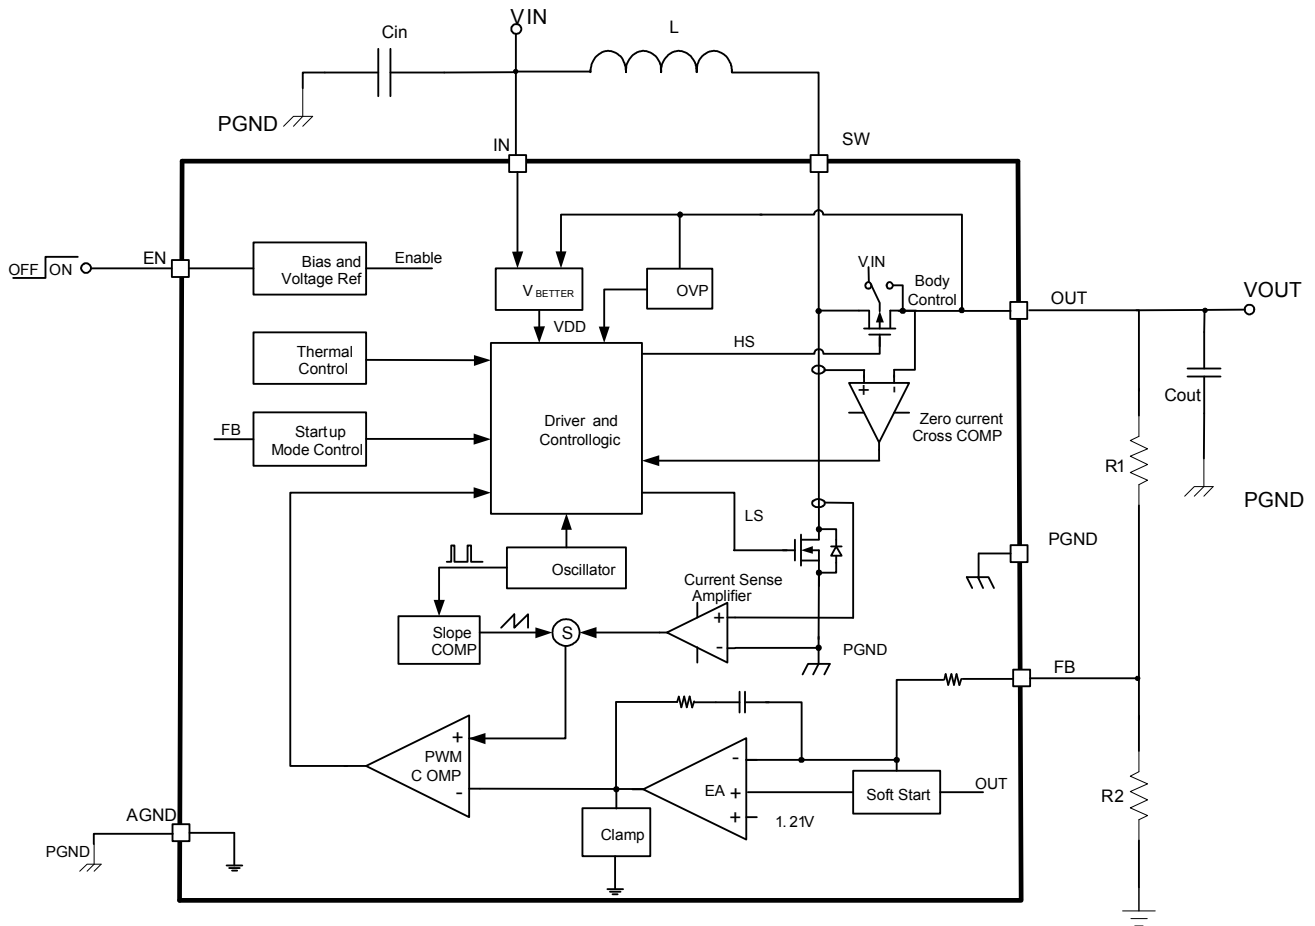 VIN
Cin
L
PGND
IN
SW
EN
OFF
ON
Bias and
Voltage Ref
Enable
V BETTER
OVP
VIN
Body
Control
OUT
VOUT
VDD
HS
Thermal
Control
Driver and
Controllogic
+
-
Zero current
Cross COMP
Cout
FB
Startup
Mode Control
R1
PGND
LS
PGND
Oscillator
Current Sense
Amplifier
Slope
COMP
S
+
-
PGND
FB
+
PWM
C OMP
-
-
EA +
+
1.21V
Soft Start
OUT
R2
Clamp
AGND
PGND